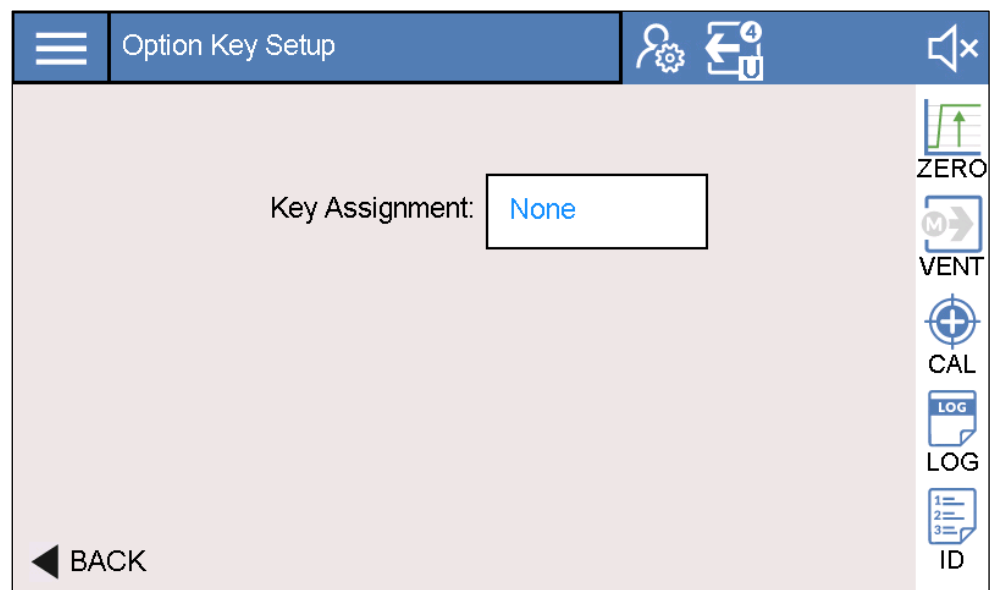 Option Key Setup
4
U
ZERO
Key Assignment: None
M
VENT
CAL
LOG
LOG
1
2
3
ID
BACK